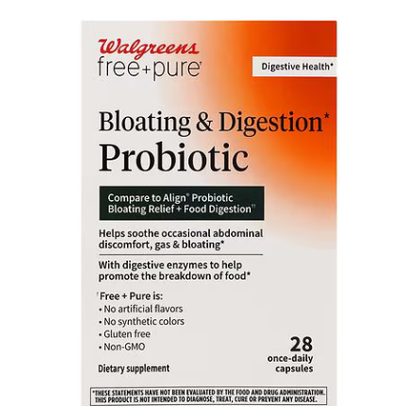 Walgreens
free+pure†
Digestive Health*
Bloating & Digestion*
Probiotic
Compare to Align® Probiotic
Bloating Relief + Food Digestion††
Helps soothe occasional abdominal
discomfort, gas & bloating*
With digestive enzymes to help
promote the breakdown of food*
†Free + Pure is:
• No artificial flavors
• No synthetic colors
• Gluten free
• Non-GMO
28
once-daily
capsules
Dietary supplement
*THESE STATEMENTS HAVE NOT BEEN EVALUATED BY THE FOOD AND DRUG ADMINISTRATION.
THIS PRODUCT IS NOT INTENDED TO DIAGNOSE, TREAT, CURE OR PREVENT ANY DISEASE.